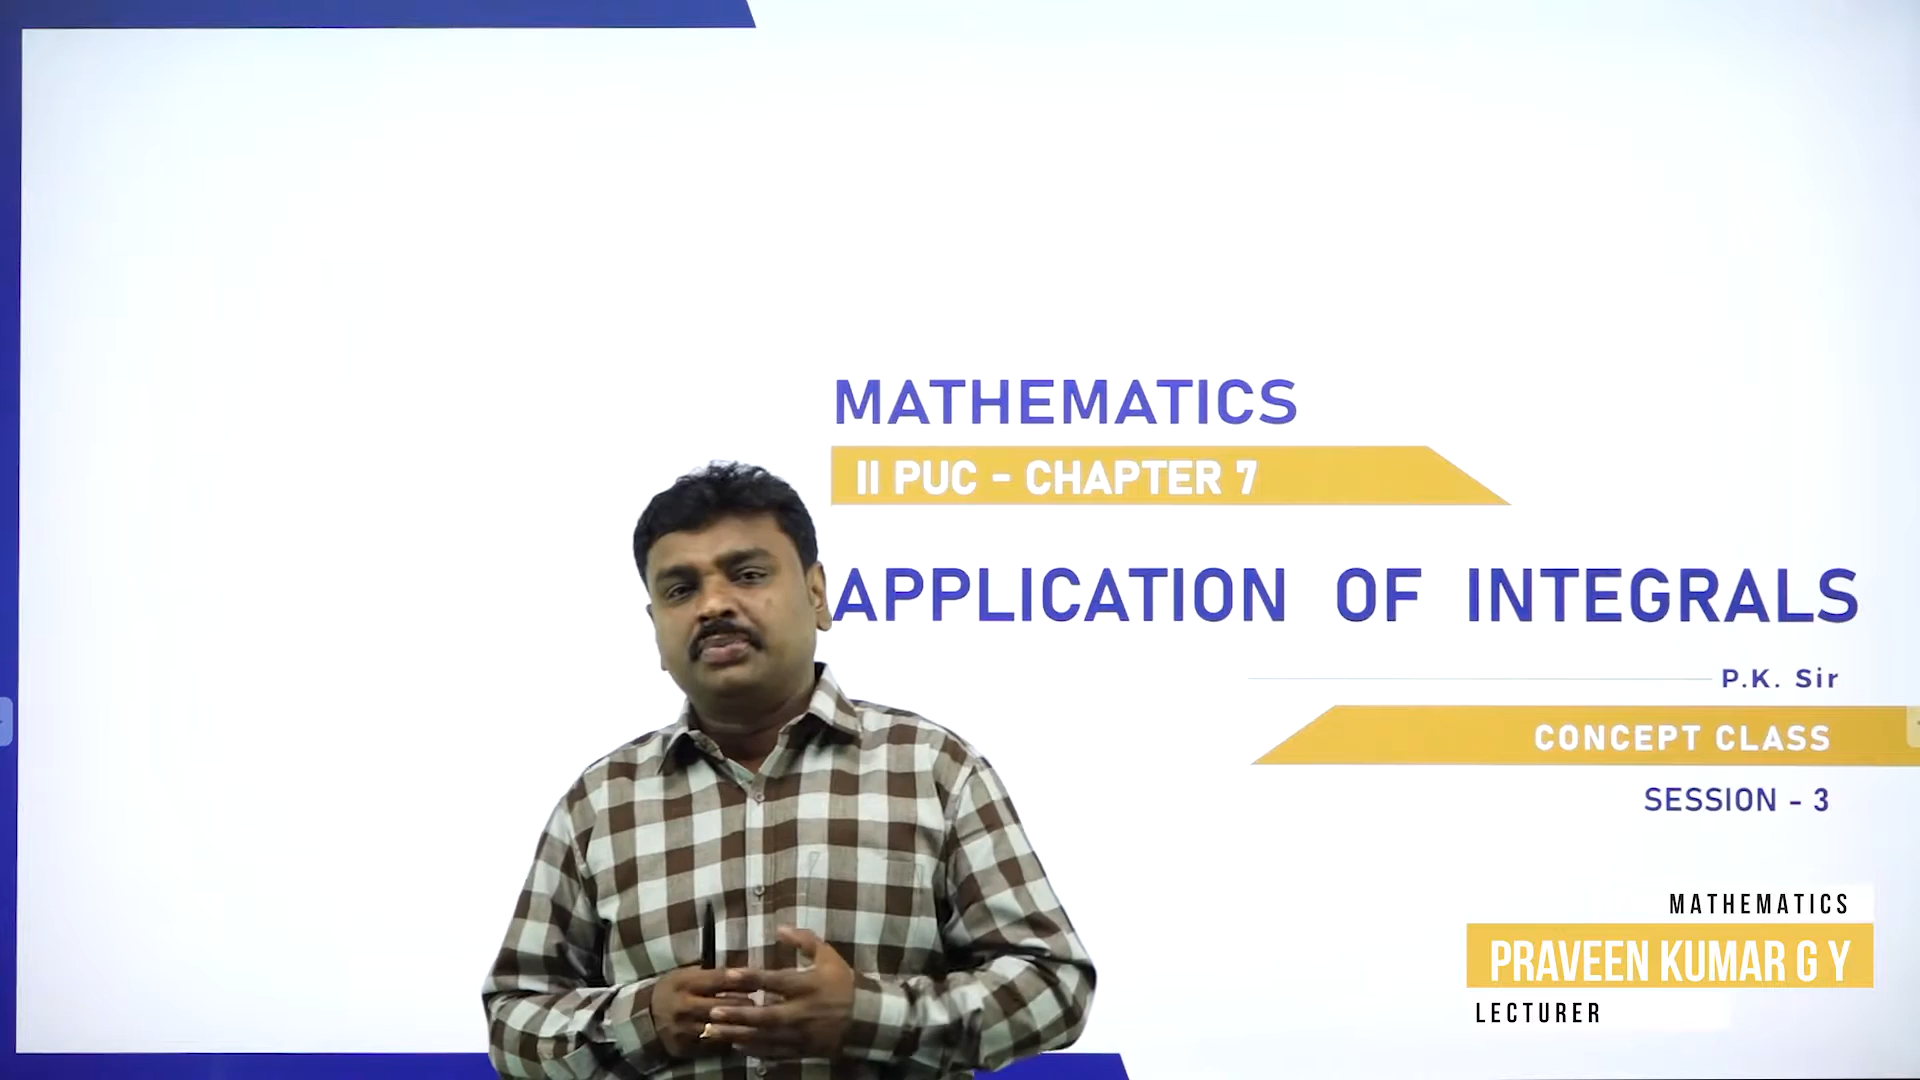 MATHEMATICS
II PUC - CHAPTER 7
APPLICATION OF INTEGRALS
P.K. Sir
CONCEPT CLASS
SESSION - 3
MATHEMATICS
PRAVEEN KUMAR G Y
LECTURER